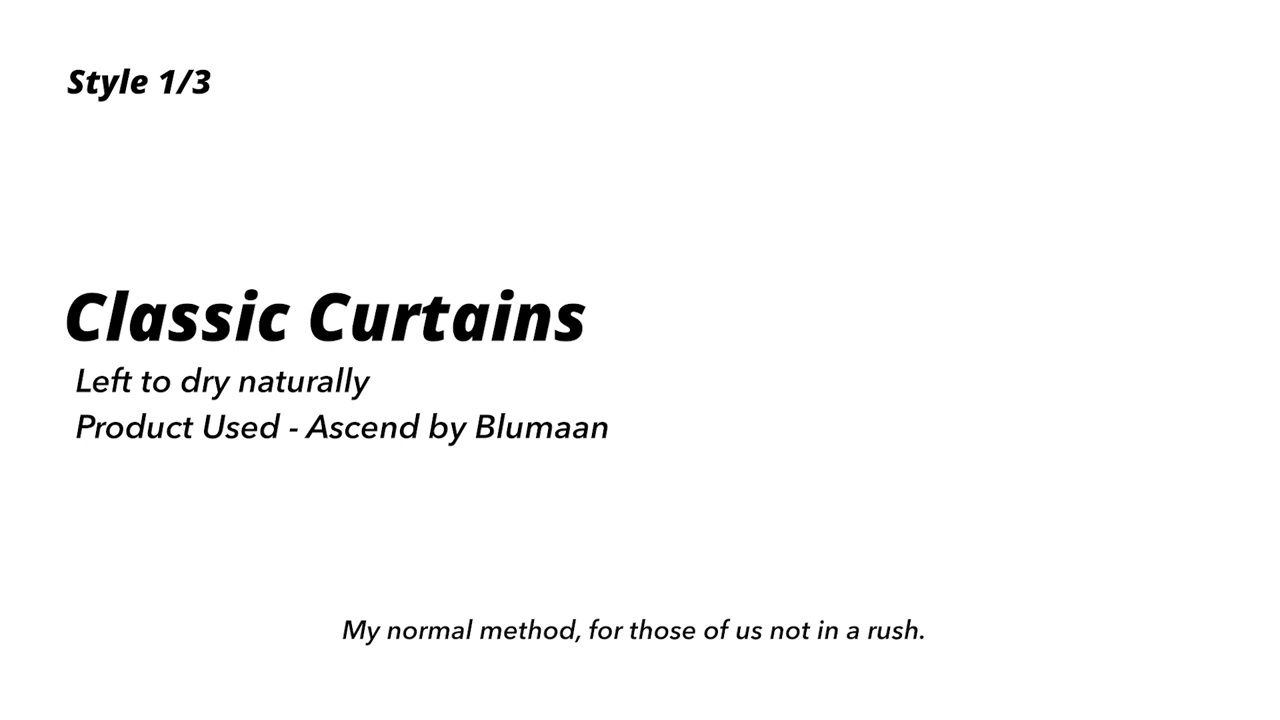 Style 1/3
Classic Curtains
Left to dry naturally
Product Used - Ascend by Blumaan
My normal method, for those of us not in a rush.